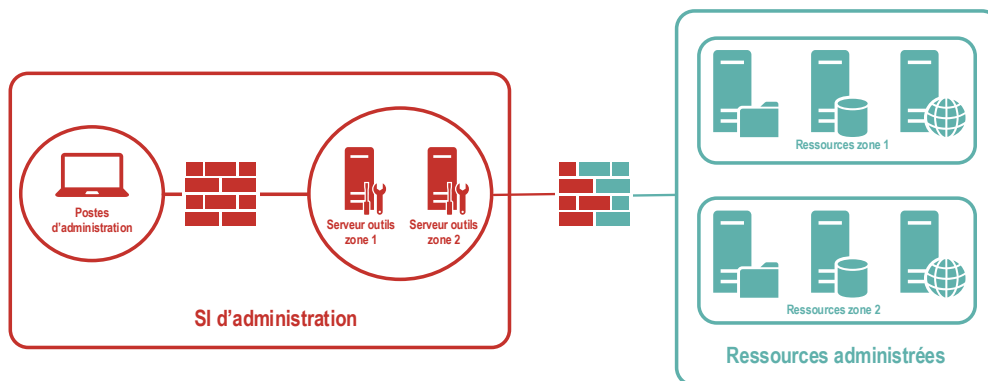 Postes
d'administration
Serveur outils
zone 1
Serveur outils
zone 2
SI d'administration
Ressources zone 1
Ressources zone 2
Ressources administrées